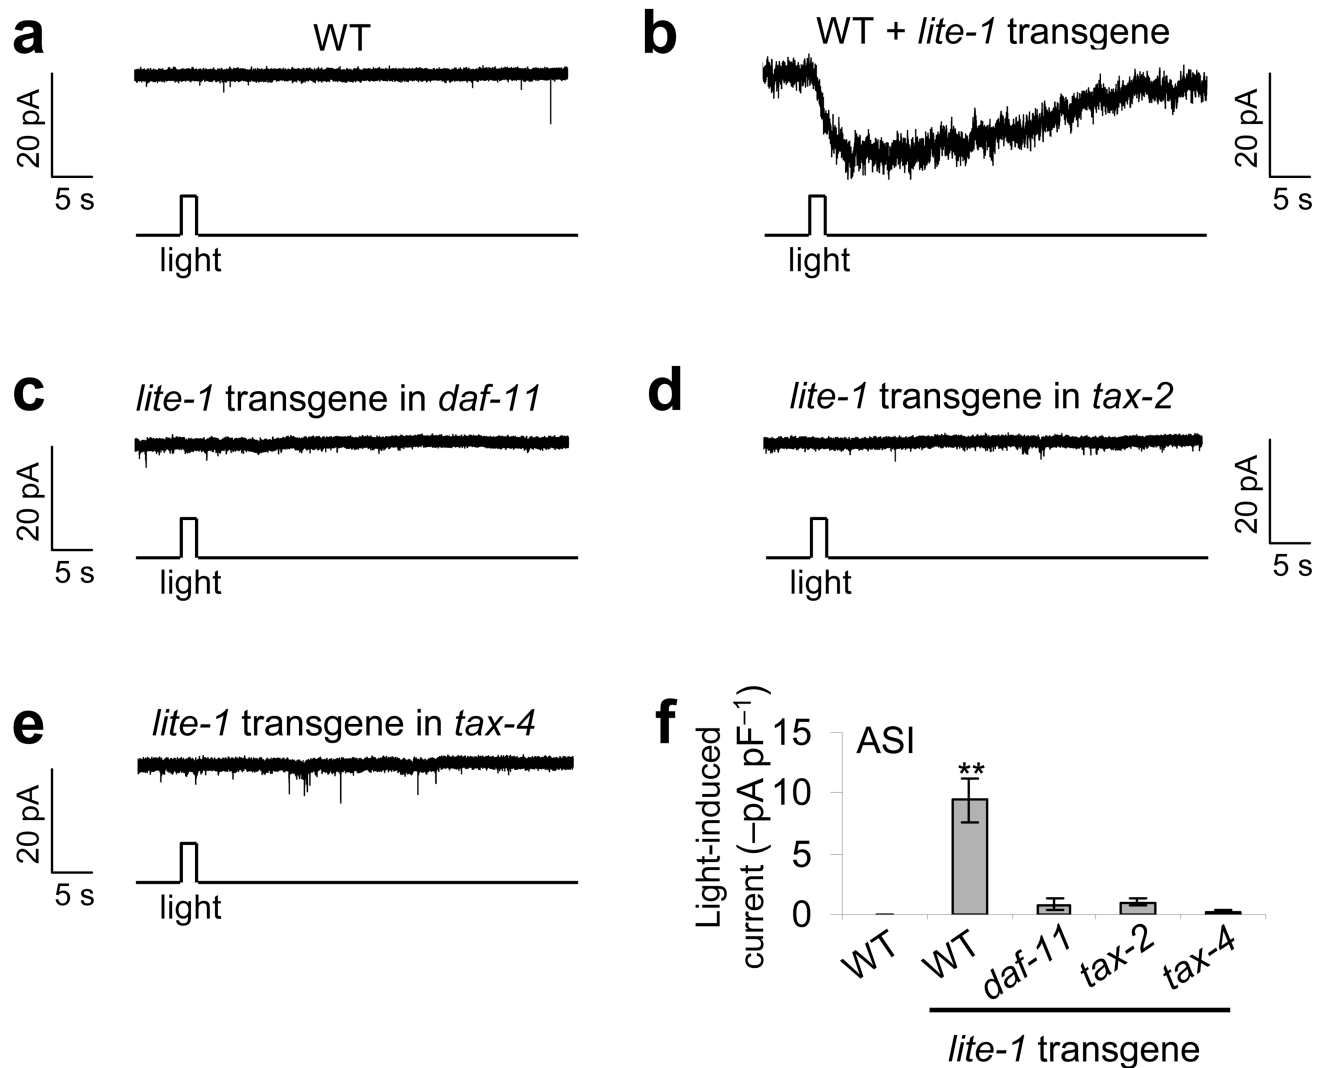 a
WT
20 pA
5 s
light
b
WT + lite-1 transgene
20 pA
5 s
light
c
lite-1 transgene in daf-11
20 pA
5 s
light
d
lite-1 transgene in tax-2
20 pA
5 s
light
e
lite-1 transgene in tax-4
20 pA
5 s
light
f
Light-induced
current (–pA pF⁻¹)
15
10
5
0
ASI
**
WT
WT
daf-11
tax-2
tax-4
lite-1 transgene